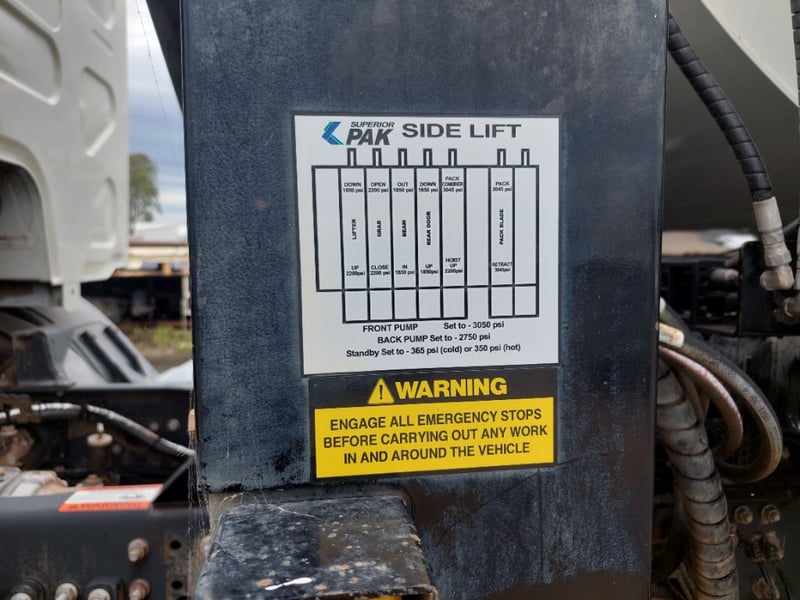 SUPERIOR
PAK SIDE LIFT
DOWN
1850 psi
LIFTER
UP
2200psi
OPEN
2200 psi
GRAB
CLOSE
2200 psi
OUT
1850 psi
BEAM
IN
1850 psi
DOWN
1850 psi
REAR DOOR
UP
1850psi
PACK
3045 psi
HOIST
UP
2200psi
PACK
3045 psi
PACK BLADE
RETRACT
3045psi
FRONT PUMP Set to - 3050 psi
BACK PUMP Set to - 2750 psi
Standby Set to - 365 psi (cold) or 350 psi (hot)
WARNING
ENGAGE ALL EMERGENCY STOPS
BEFORE CARRYING OUT ANY WORK
IN AND AROUND THE VEHICLE